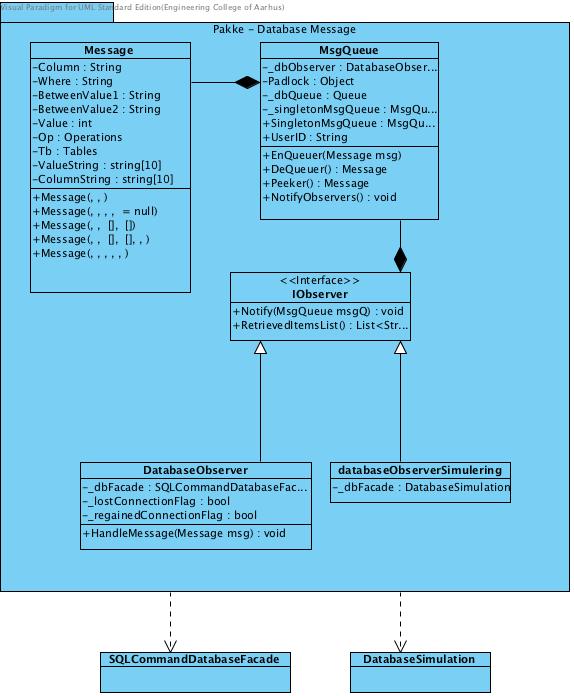 Visual Paradigm for UML Standard Edition(Engineering College of Aarhus)
Pakke - Database Message
Message
-Column : String
-Where : String
-BetweenValue1 : String
-BetweenValue2 : String
-Value : int
-Op : Operations
-Tb : Tables
-ValueString : string[10]
-ColumnString : string[10]
+Message(, , )
+Message(, , , , = null)
+Message(, , [], [])
+Message(, , [], [], , )
+Message(, , , , , )
MsgQueue
-_dbObserver : DatabaseObser...
-Padlock : Object
-_dbQueue : Queue
-_singletonMsgQueue : MsgQu...
+SingletonMsgQueue : MsgQu...
+UserID : String
+EnQueuer(Message msg)
+DeQueuer() : Message
+Peeker() : Message
+NotifyObservers() : void
<<Interface>>
IObserver
+Notify(MsgQueue msgQ) : void
+RetrievedItemsList() : List<Str...
DatabaseObserver
-_dbFacade : SQLCommandDatabaseFac...
-_lostConnectionFlag : bool
-_regainedConnectionFlag : bool
+HandleMessage(Message msg) : void
databaseObserverSimulering
-_dbFacade : DatabaseSimulation
SQLCommandDatabaseFacade
DatabaseSimulation